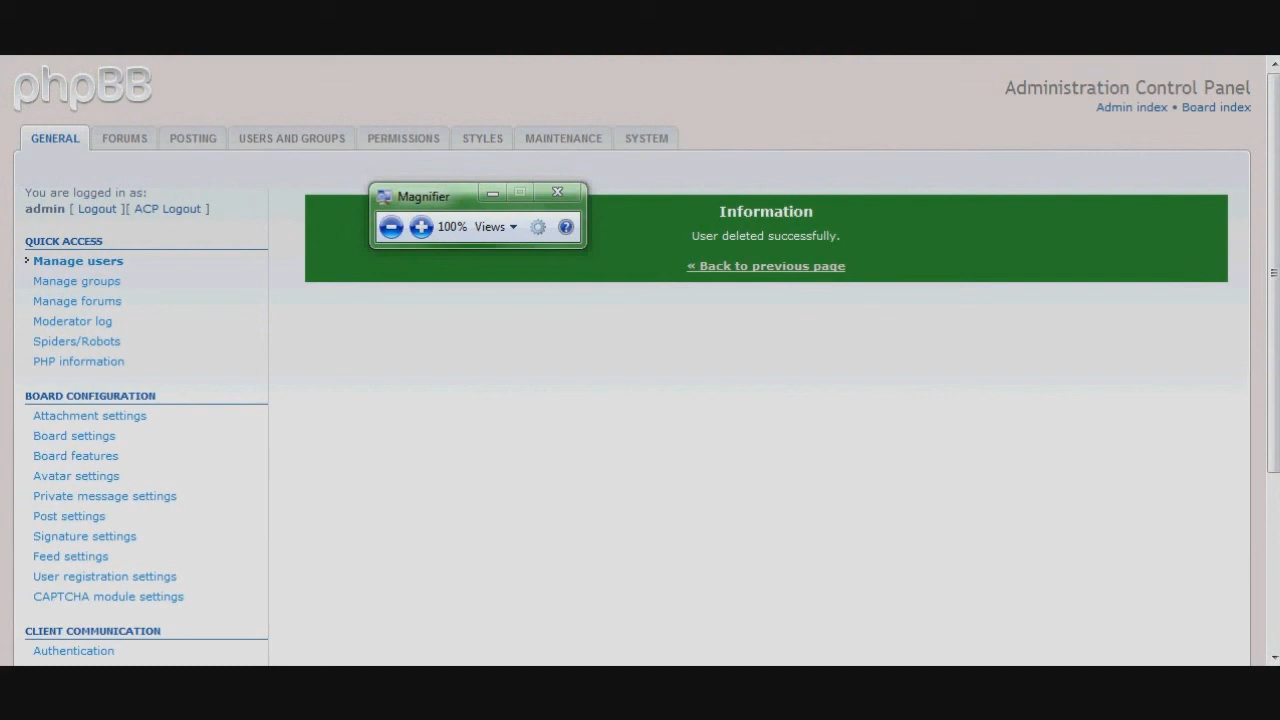 phpBB
Administration Control Panel
Admin index • Board index
GENERAL FORUMS POSTING USERS AND GROUPS PERMISSIONS STYLES MAINTENANCE SYSTEM
You are logged in as:
admin [ Logout ][ ACP Logout ]
QUICK ACCESS
Manage users
Manage groups
Manage forums
Moderator log
Spiders/Robots
PHP information
BOARD CONFIGURATION
Attachment settings
Board settings
Board features
Avatar settings
Private message settings
Post settings
Signature settings
Feed settings
User registration settings
CAPTCHA module settings
CLIENT COMMUNICATION
Authentication
Magnifier
100% Views
Information
User deleted successfully.
« Back to previous page